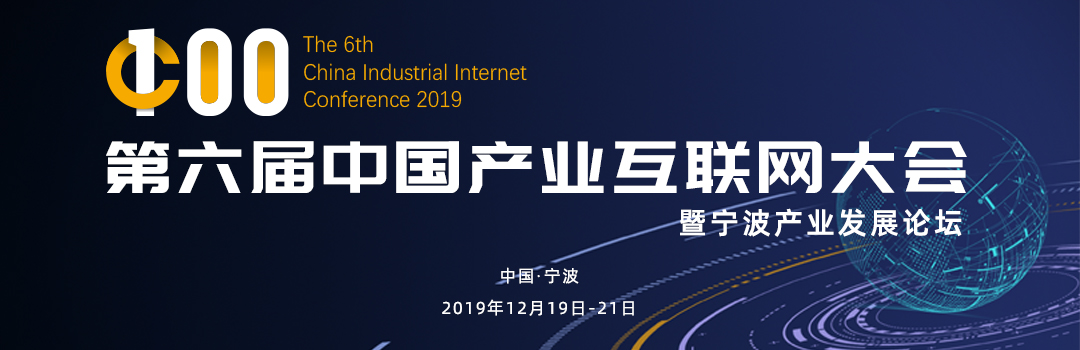 100
The 6th
China Industrial Internet
Conference 2019
第六届中国产业互联网大会
暨宁波产业发展论坛
中国·宁波
2019年12月19日-21日